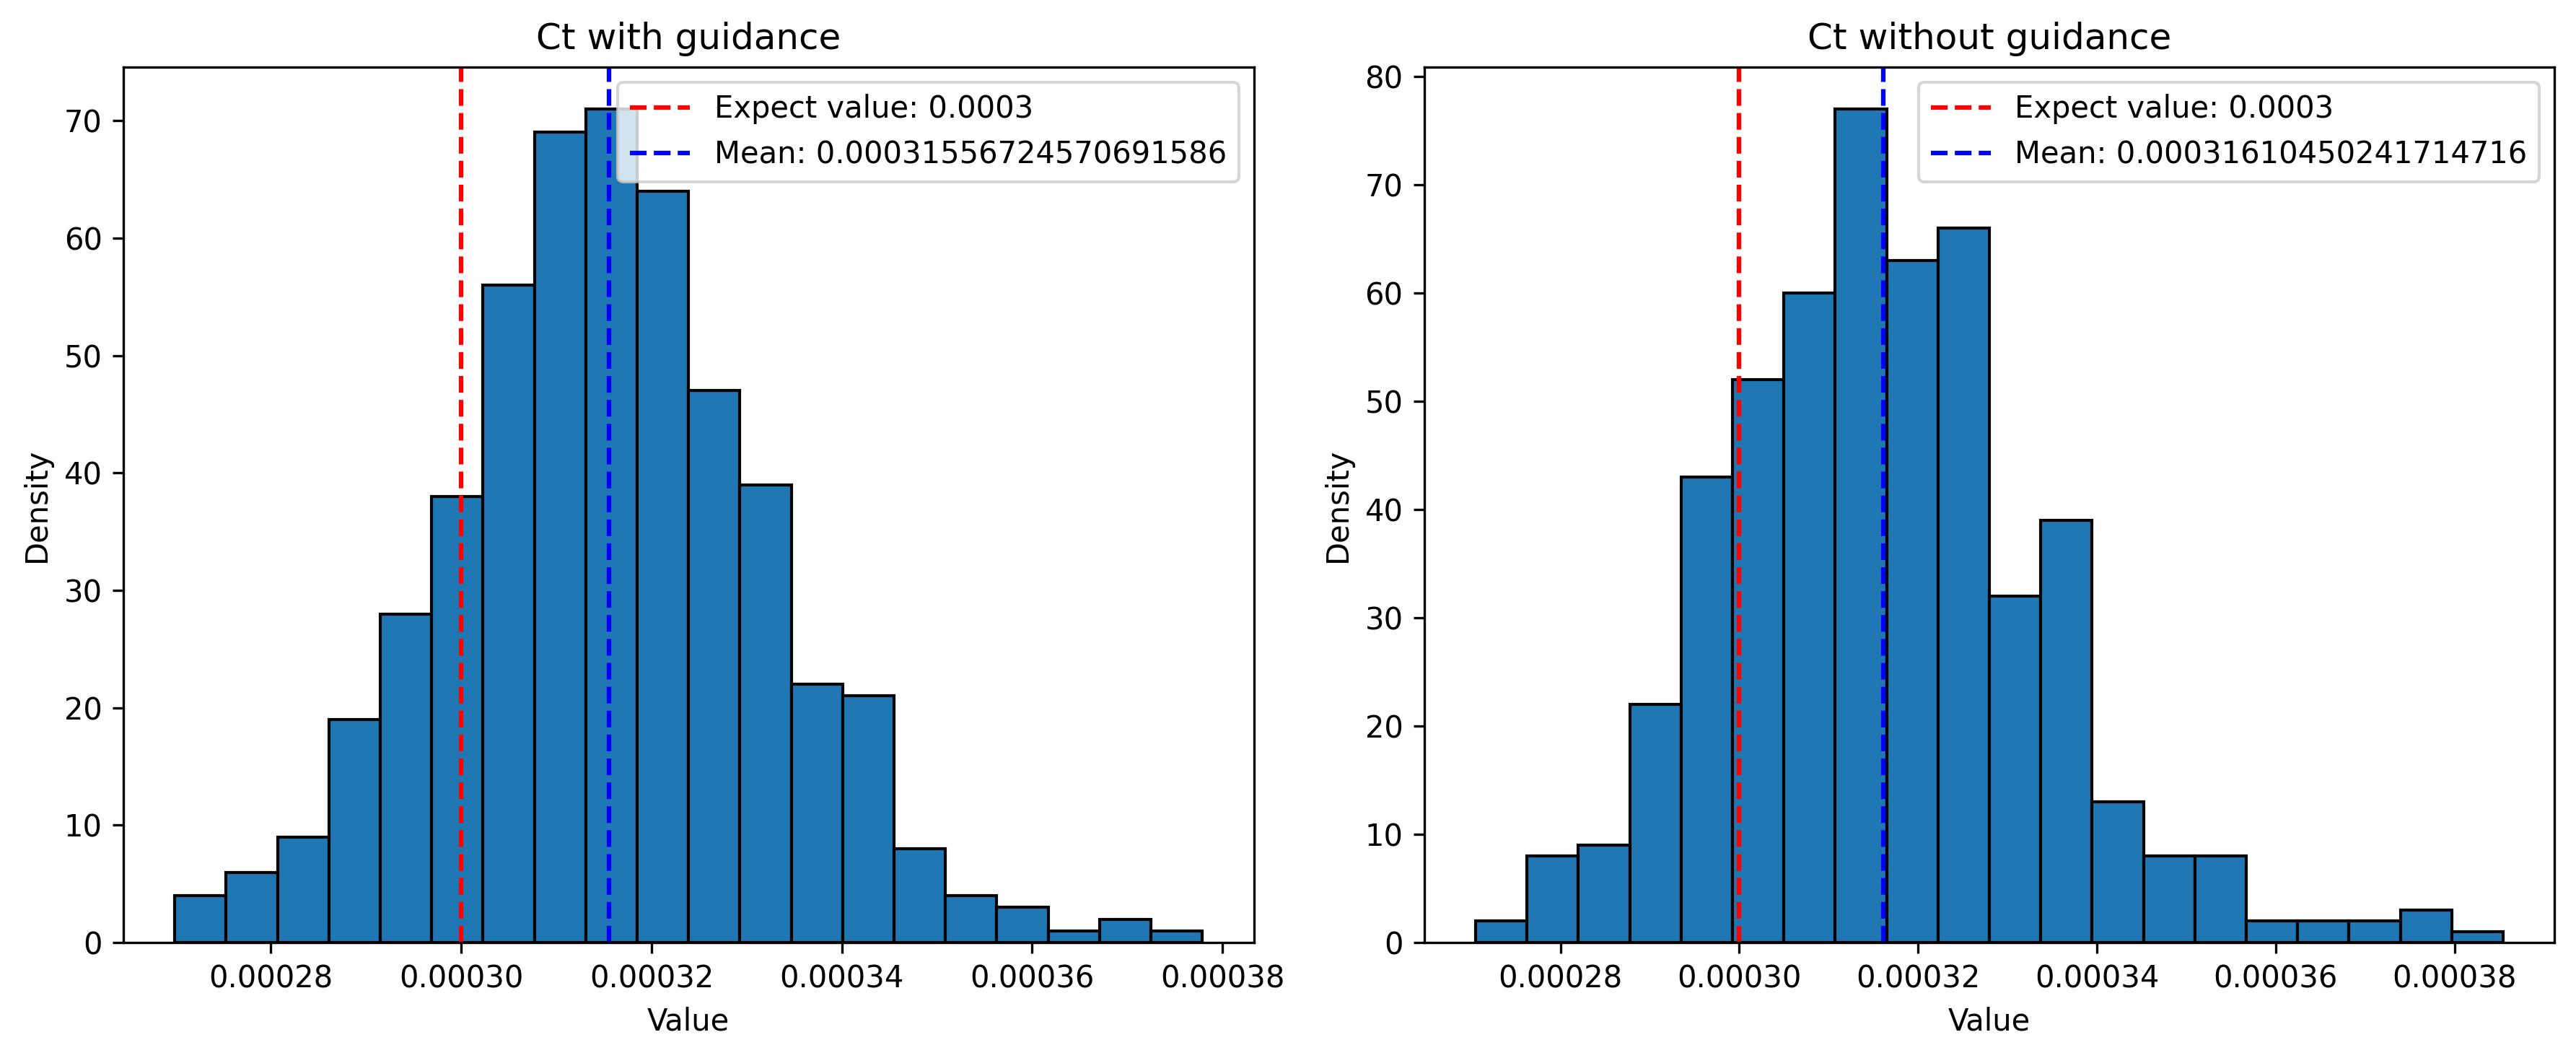 Ct with guidance
Expect value: 0.0003
Mean: 0.00031556724570691586
70
60
50
40
30
20
10
0
Density
0.00028 0.00030 0.00032 0.00034 0.00036 0.00038
Value
Ct without guidance
Expect value: 0.0003
Mean: 0.00031610450241714716
80
70
60
50
40
30
20
10
0
Density
0.00028 0.00030 0.00032 0.00034 0.00036 0.00038
Value